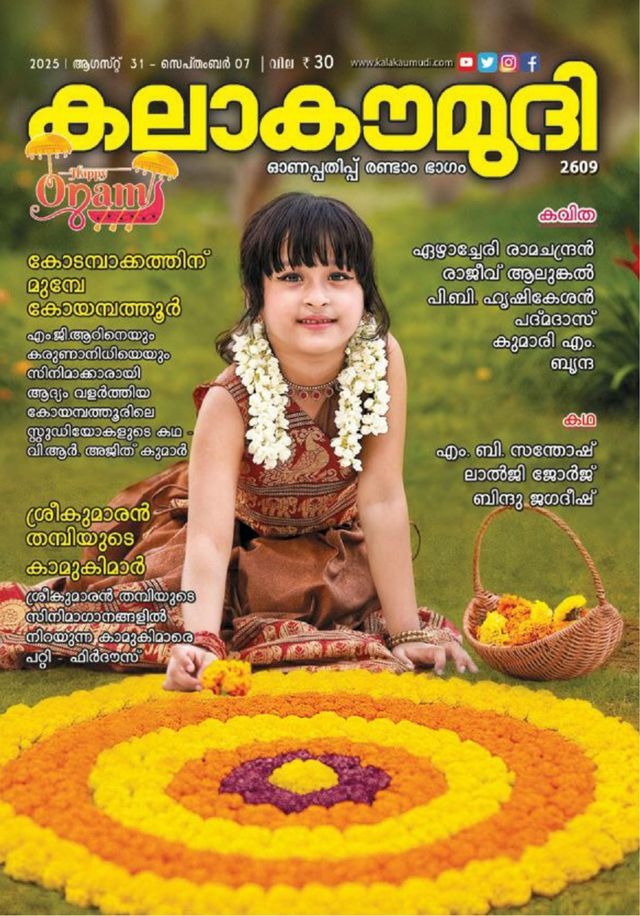 2025 | ആഗസ്റ്റ് 31 - സെപ്തംബർ 07 | വില ₹ 30 www.kalakaumudi.com
കലാകൗമുദി
ഓണപ്പതിപ്പ് രണ്ടാം ഭാഗം 2609
Happy
Onam
കോടമ്പാക്കത്തിന്
മുമ്പേ
കോയമ്പത്തൂർ
എം.ജി.ആറിനെയും
കരുണാനിധിയെയും
സിനിമാക്കാരായി
ആദ്യം വളർത്തിയ
കോയമ്പത്തൂരിലെ
സ്റ്റുഡിയോകളുടെ കഥ -
വി.ആർ. അജിത് കുമാർ
ശ്രീകുമാരൻ
തമ്പിയുടെ
കാമുകിമാർ
ശ്രീകുമാരൻ തമ്പിയുടെ
സിനിമാഗാനങ്ങളിൽ
നിറയുന്ന കാമുകിമാരെ
പറ്റി - ഫിർദൗസ്
കവിത
ഏഴാച്ചേരി രാമചന്ദ്രൻ
രാജീവ് ആലുങ്കൽ
പി.ബി. ഹൃഷികേശൻ
പദ്മദാസ്
കുമാരി എം.
ബൃന്ദ
കഥ
എം. ബി. സന്തോഷ്
ലാൽജി ജോർജ്
ബിന്ദു ജഗദീഷ്